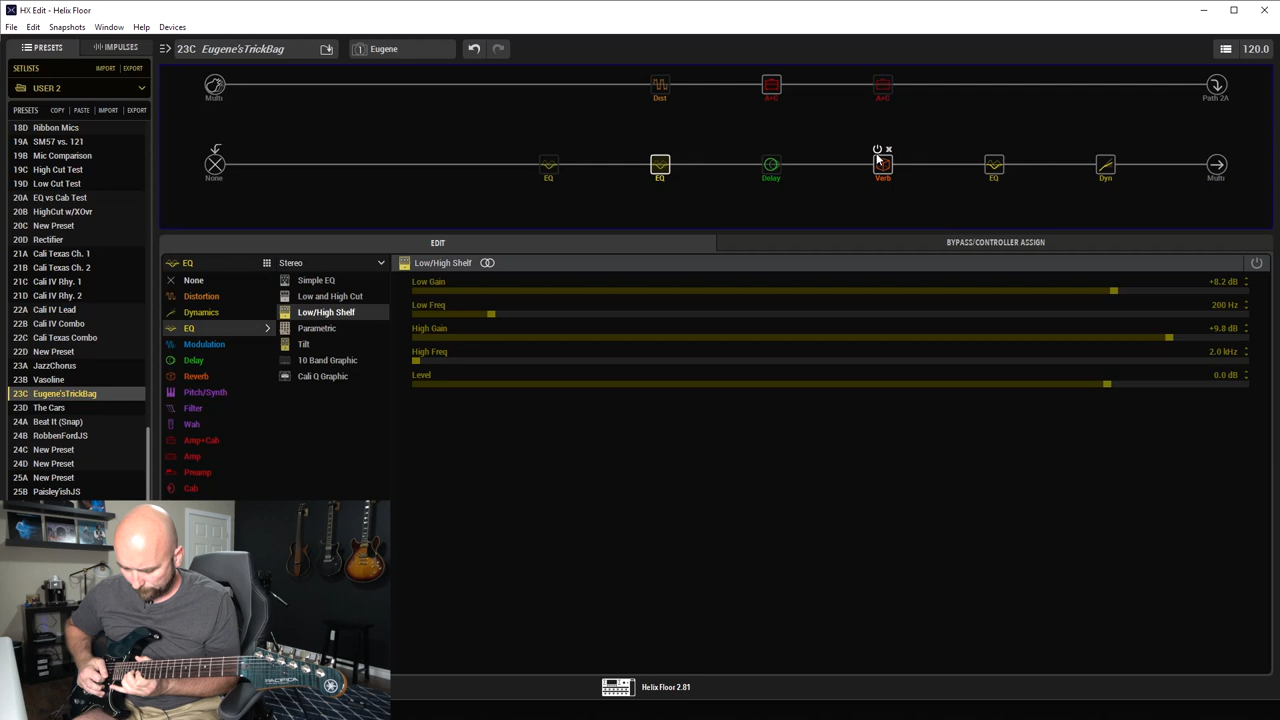 HX Edit - Helix Floor
File Edit Snapshots Window Help Devices
PRESETS
IMPULSES
23C Eugene'sTrickBag
1 Eugene
120.0
SETLISTS
IMPORT EXPORT
USER 2
PRESETS COPY PASTE IMPORT EXPORT
18D Ribbon Mics
19A SM57 vs. 121
19B Mic Comparison
19C High Cut Test
19D Low Cut Test
20A EQ vs Cab Test
20B HighCut w/XOvr
20C New Preset
20D Rectifier
21A Cali Texas Ch. 1
21B Cali Texas Ch. 2
21C Cali IV Rhy. 1
21D Cali IV Rhy. 2
22A Cali IV Lead
22B Cali IV Combo
22C Cali Texas Combo
22D New Preset
23A JazzChorus
23B Vasoline
23C Eugene'sTrickBag
23D The Cars
24A Beat It (Snap)
24B RobbenFordJS
24C New Preset
24D New Preset
25A New Preset
25B Paisley'ishJS
Multi
Dist
A+C
A+C
Path 2A
None
EQ
EQ
Delay
Verb
EQ
Dyn
Multi
EDIT
BYPASS/CONTROLLER ASSIGN
EQ
Stereo
Low/High Shelf
None
Distortion
Dynamics
EQ
Modulation
Delay
Reverb
Pitch/Synth
Filter
Wah
Amp+Cab
Amp
Preamp
Cab
Simple EQ
Low and High Cut
Low/High Shelf
Parametric
Tilt
10 Band Graphic
Cali Q Graphic
Low Gain +8.2 dB
Low Freq 200 Hz
High Gain +9.8 dB
High Freq 2.0 kHz
Level 0.0 dB
Helix Floor 2.81
PACIFICA